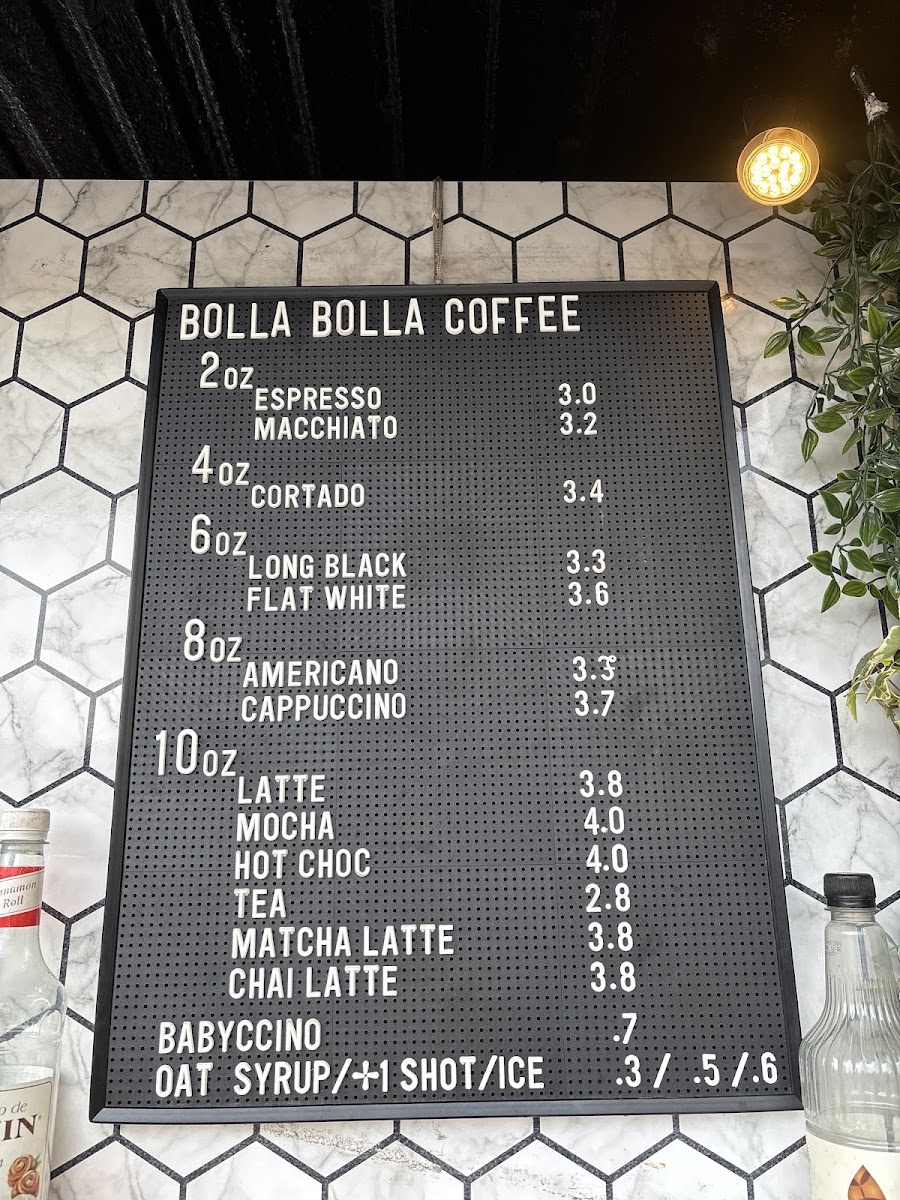 BOLLA BOLLA COFFEE
2OZ
ESPRESSO 3.0
MACCHIATO 3.2
4OZ
CORTADO 3.4
6OZ
LONG BLACK 3.3
FLAT WHITE 3.6
8OZ
AMERICANO
CAPPUCCINO 3.7
10OZ
LATTE 3.8
MOCHA 4.0
HOT CHOC 4.0
TEA 2.8
MATCHA LATTE 3.8
CHAI LATTE 3.8
BABYCCINO .7
OAT SYRUP/+1 SHOT/ICE .3 / .5 /.6
Roll
de